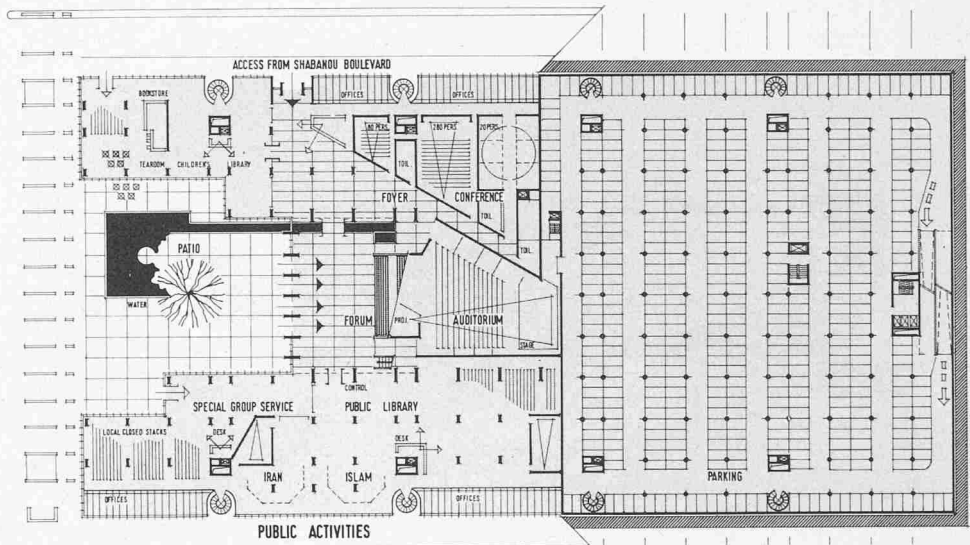 ACCESS FROM SHABANOU BOULEVARD
OFFICES
OFFICES
BOOKSTORE
80 PERS.
280 PERS.
20 PERS.
TEAROOM
CHILDREN'S LIBRARY
TOIL.
FOYER
CONFERENCE
TOIL.
TOIL.
PATIO
WATER
FORUM
PROJ.
AUDITORIUM
STAGE
CONTROL
SPECIAL GROUP SERVICE
PUBLIC LIBRARY
LOCAL CLOSED STACKS
DESK
DESK
IRAN
ISLAM
PARKING
OFFICES
OFFICES
PUBLIC ACTIVITIES